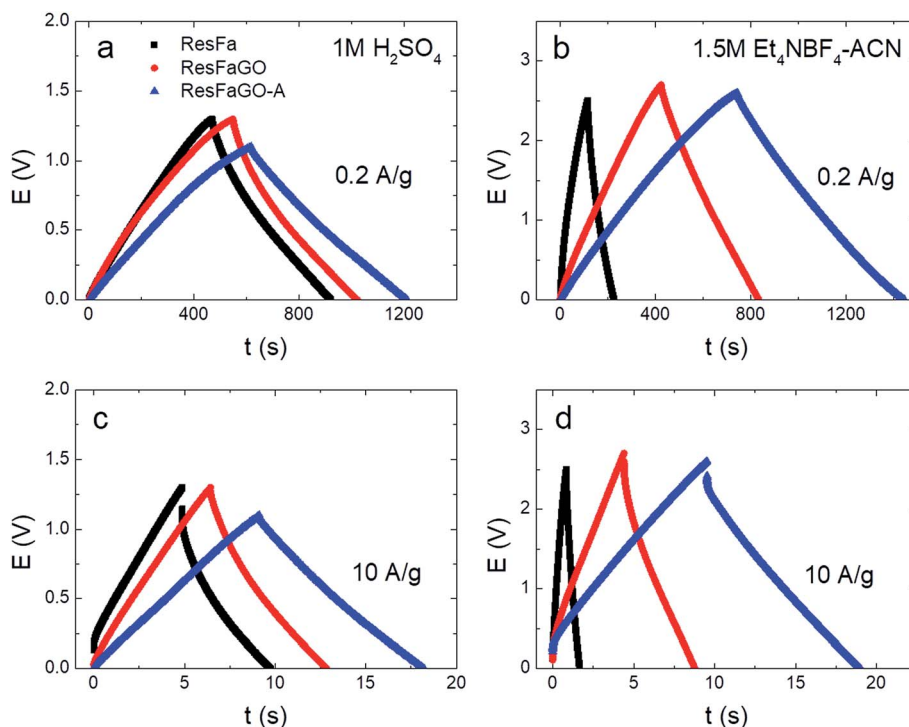 a
ResFa
ResFaGO
ResFaGO-A
1M H₂SO₄
0.2 A/g
E (V)
2.0
1.5
1.0
0.5
0.0
0 400 800 1200
t (s)
b
1.5M Et₄NBF₄-ACN
0.2 A/g
E (V)
3
2
1
0
0 400 800 1200
t (s)
c
10 A/g
E (V)
2.0
1.5
1.0
0.5
0.0
0 5 10 15 20
t (s)
d
10 A/g
E (V)
3
2
1
0
0 5 10 15 20
t (s)